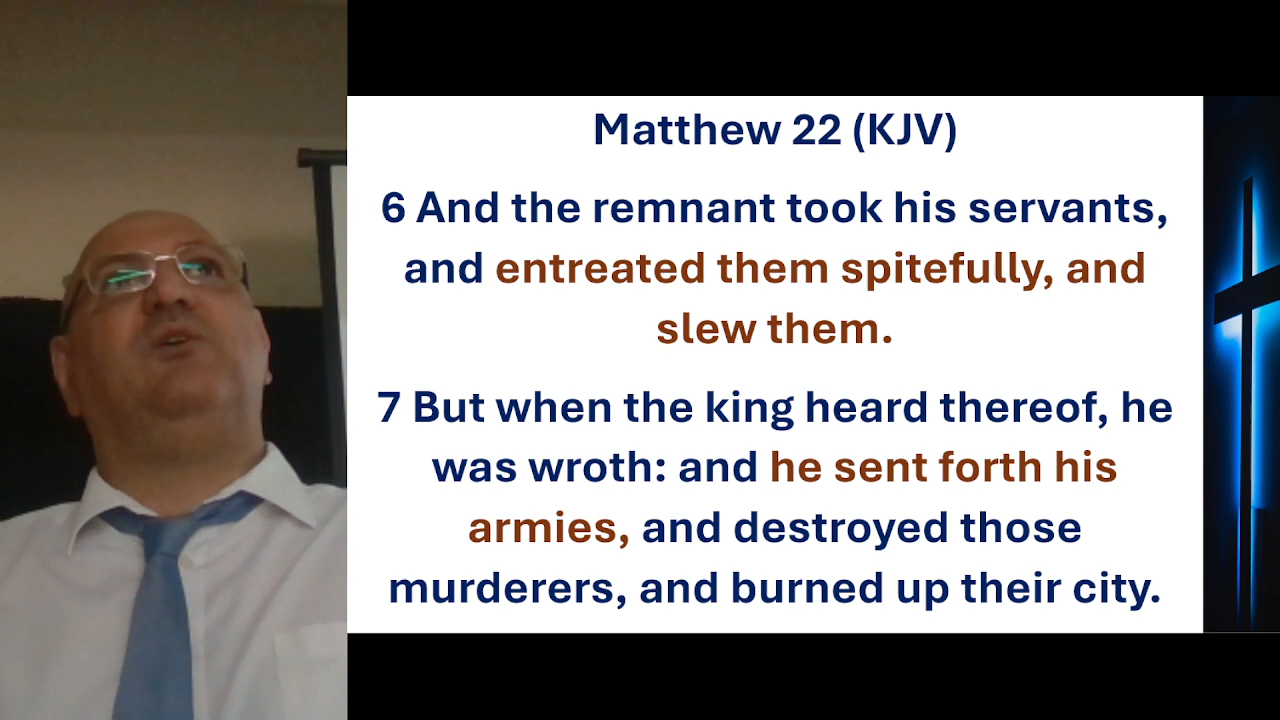 Matthew 22 (KJV)
6 And the remnant took his servants,
and entreated them spitefully, and
slew them.
7 But when the king heard thereof, he
was wroth: and he sent forth his
armies, and destroyed those
murderers, and burned up their city.